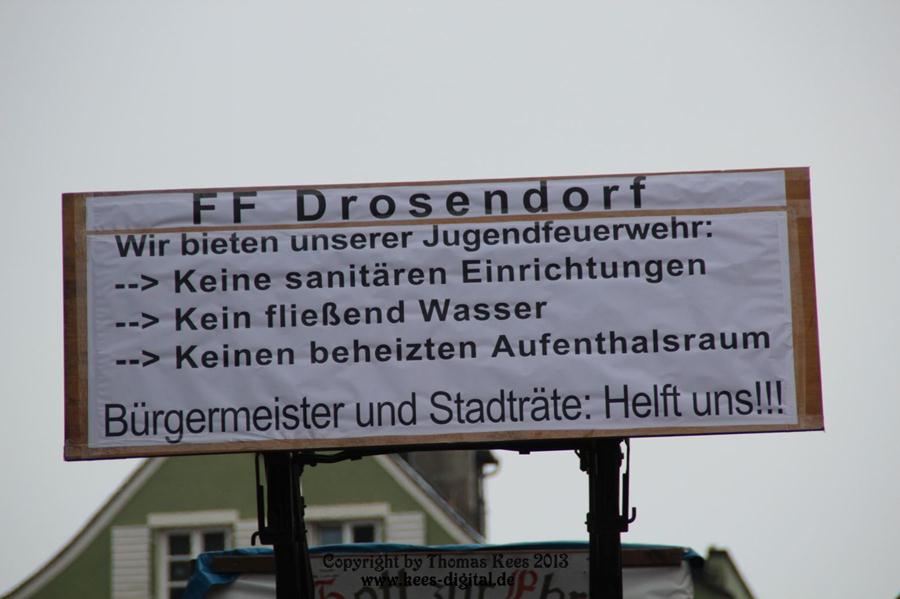 FF Drosendorf
Wir bieten unserer Jugendfeuerwehr:
--> Keine sanitären Einrichtungen
--> Kein fließend Wasser
--> Keinen beheizten Aufenthalsraum
Bürgermeister und Stadträte: Helft uns!!!
Copyright by Thomas Kees 2013
www.kees-digital.de